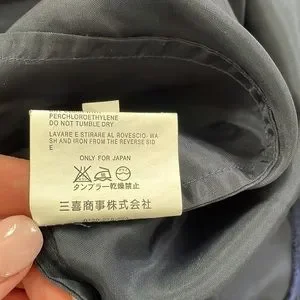 PERCHLOROETHYLENE
DO NOT TUMBLE DRY
LAVARE E STIRARE AL ROVESCIO- WA
SH AND IRON FROM THE REVERSE SID
E
ONLY FOR JAPAN
タンブラー乾燥禁止
三喜商事株式会社